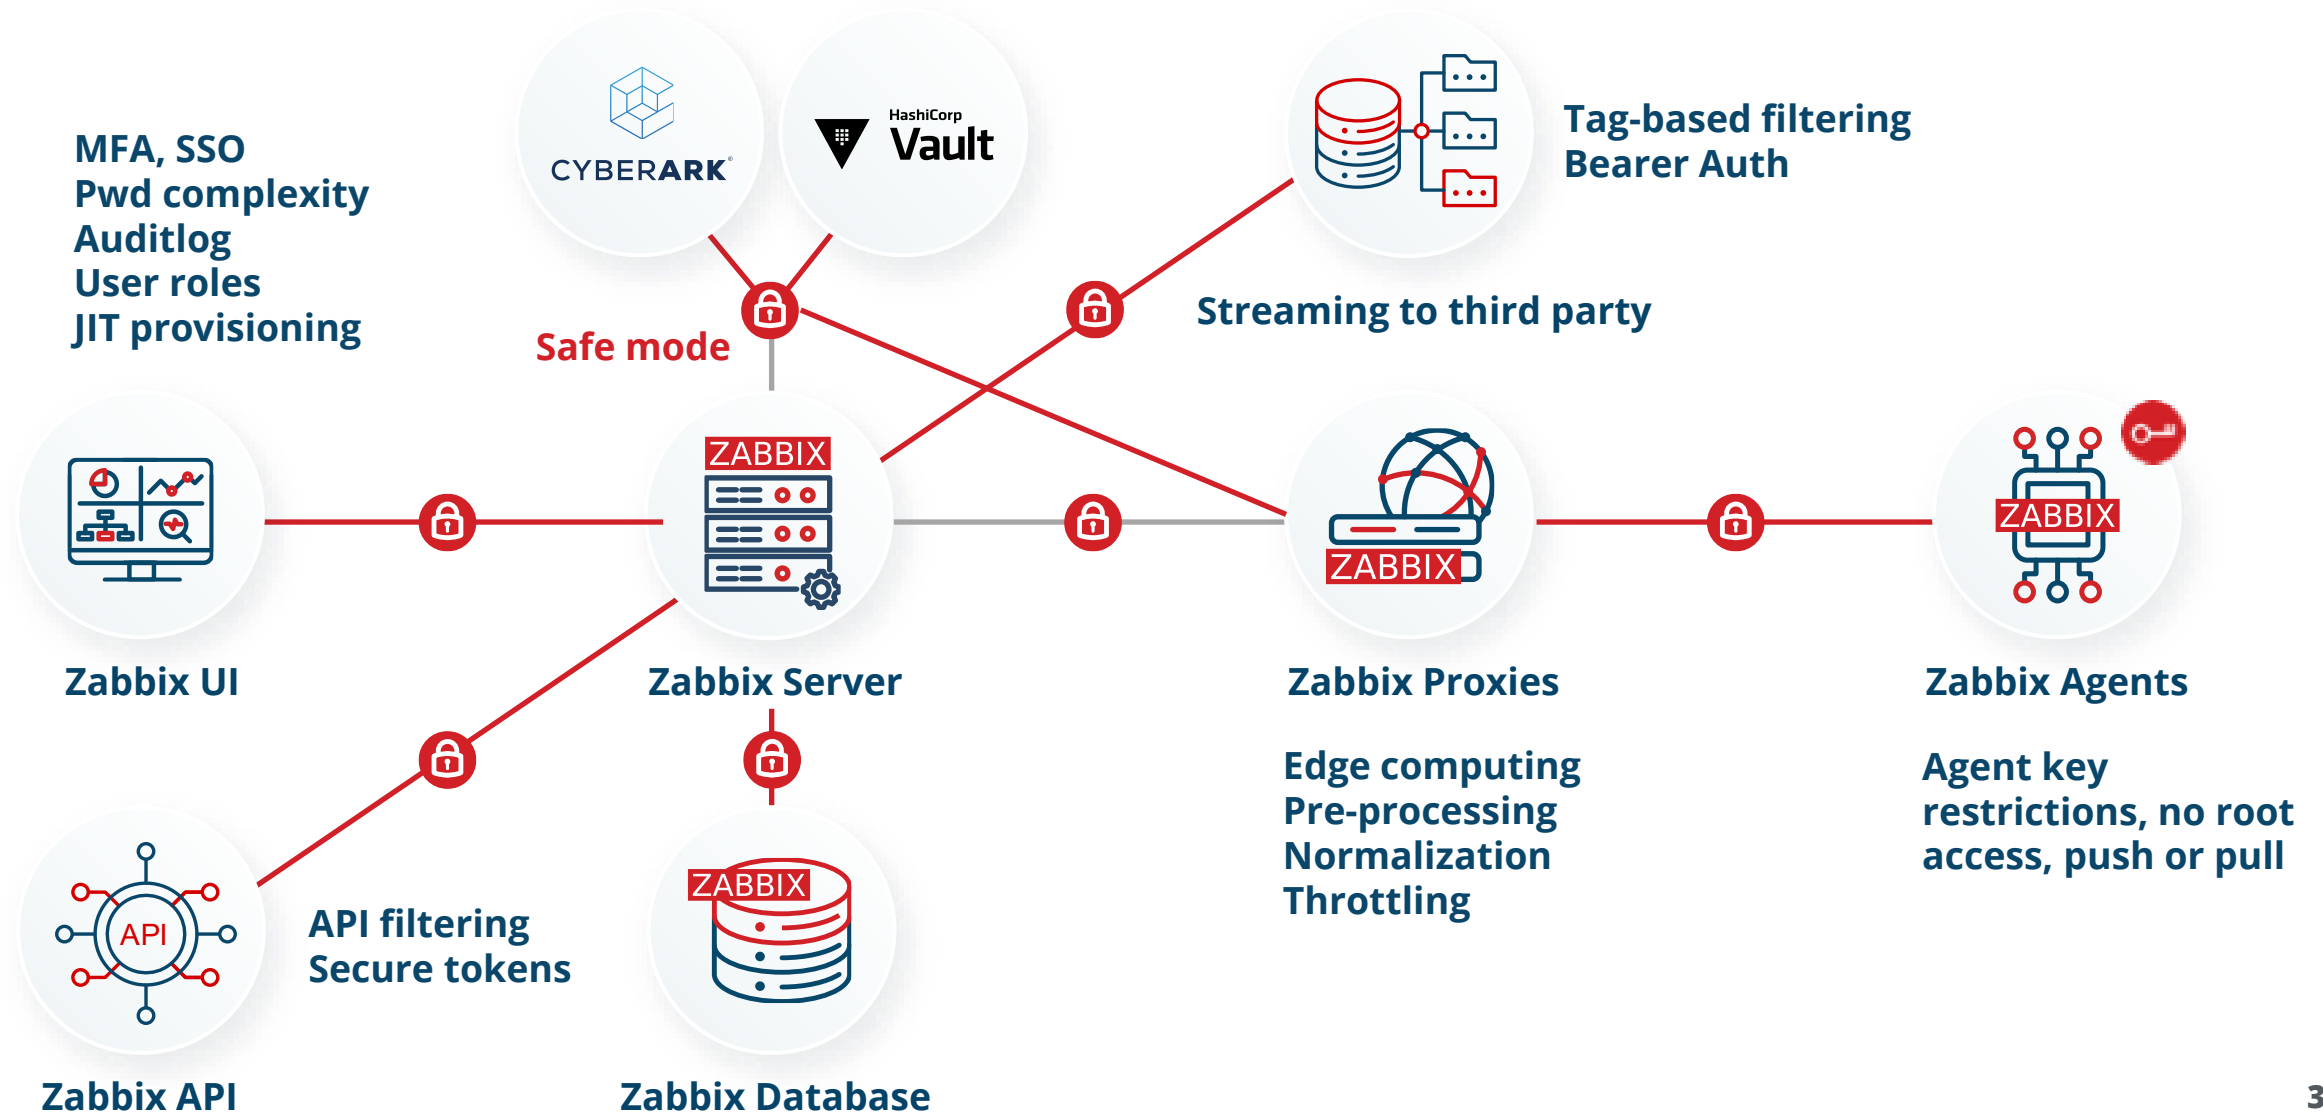 MFA, SSO
Pwd complexity
Auditlog
User roles
JIT provisioning
CYBERARK®
HashiCorp
Vault
Tag-based filtering
Bearer Auth
Streaming to third party
Safe mode
ZABBIX
ZABBIX
ZABBIX
Zabbix UI
Zabbix Server
Zabbix Proxies
Zabbix Agents
Edge computing
Pre-processing
Normalization
Throttling
Agent key
restrictions, no root
access, push or pull
API
API filtering
Secure tokens
ZABBIX
Zabbix API
Zabbix Database
3